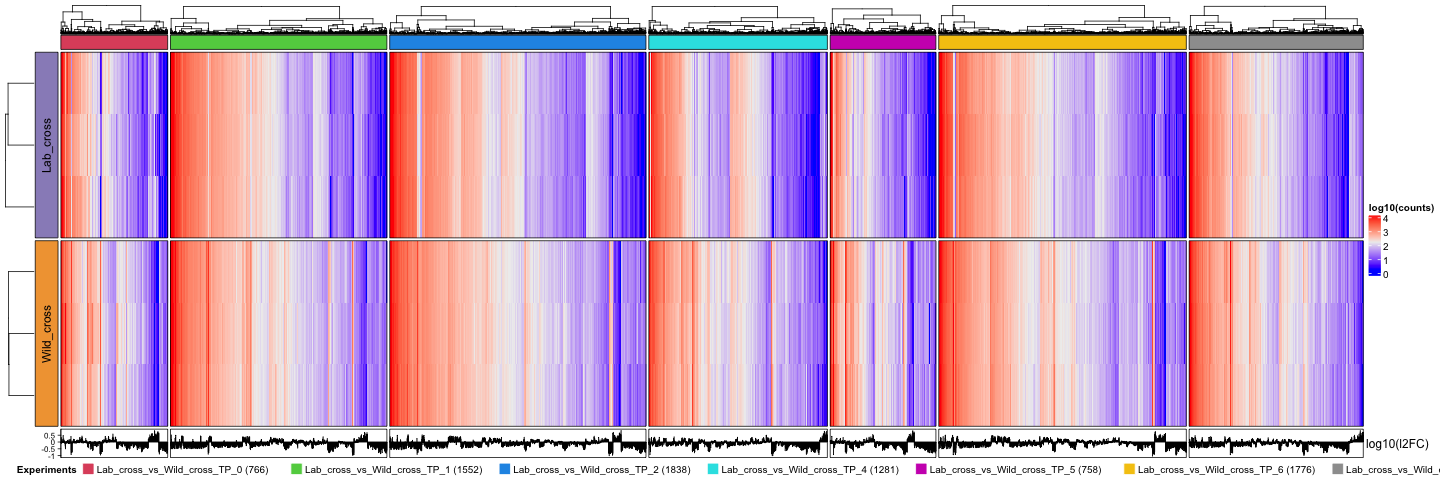 Lab_cross
Wild_cross
log10(counts)
4
3
2
1
0
0.5
0
-0.5
-1
log10(l2FC)
Experiments Lab_cross_vs_Wild_cross_TP_0 (766) Lab_cross_vs_Wild_cross_TP_1 (1552) Lab_cross_vs_Wild_cross_TP_2 (1838) Lab_cross_vs_Wild_cross_TP_4 (1281) Lab_cross_vs_Wild_cross_TP_5 (758) Lab_cross_vs_Wild_cross_TP_6 (1776) Lab_cross_vs_Wild_